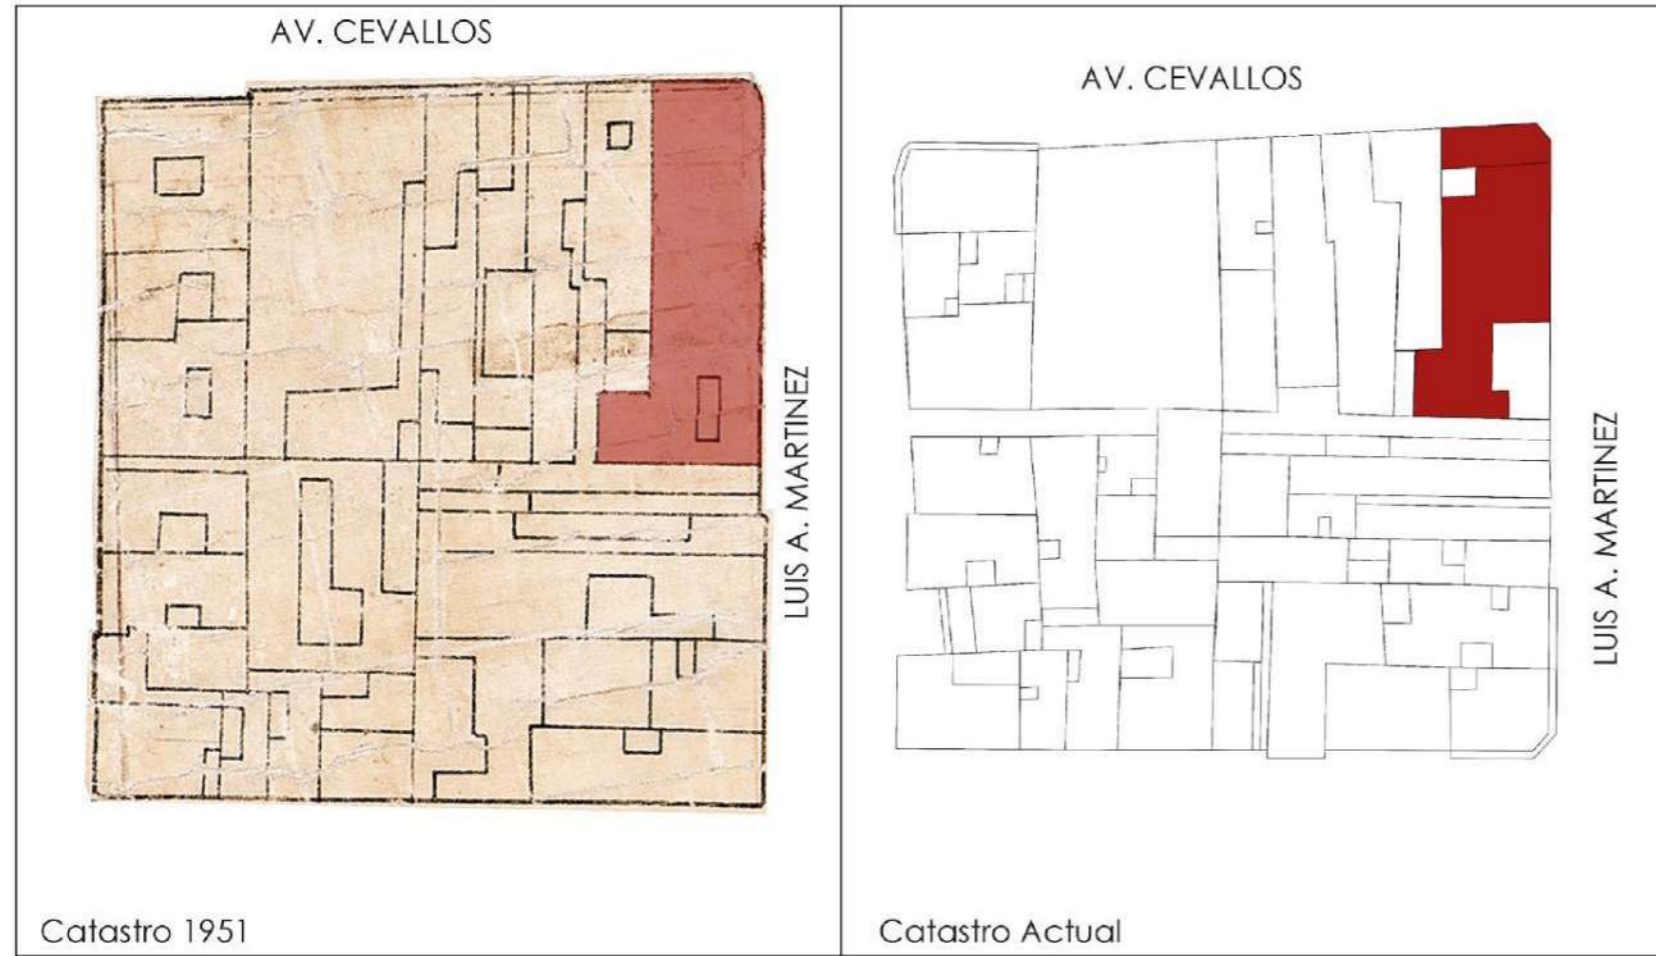 AV. CEVALLOS
LUIS A. MARTINEZ
Catastro 1951
AV. CEVALLOS
LUIS A. MARTINEZ
Catastro Actual